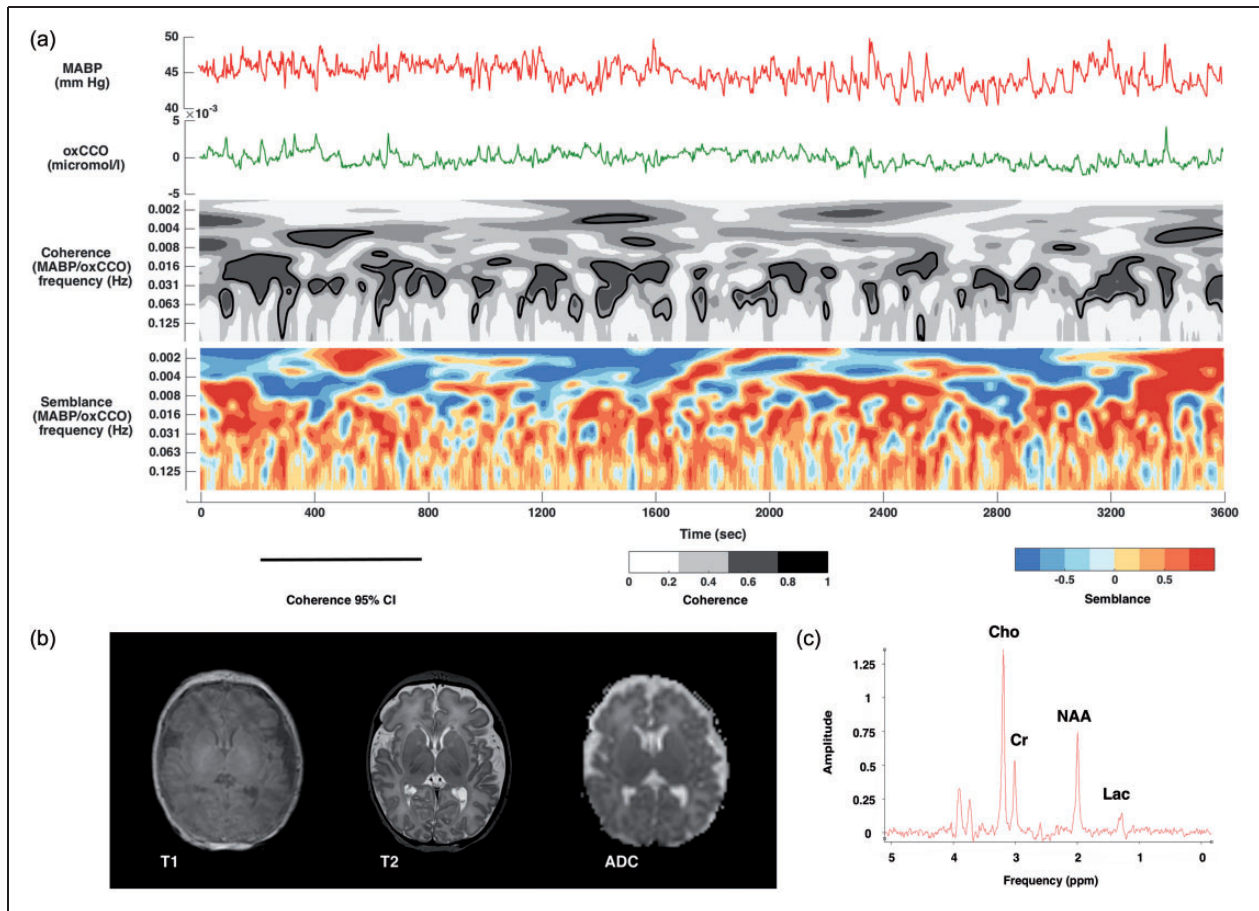 (a)
50
MABP
45
(mm Hg)
40
×10⁻³
5
oxCCO
0
(micromol/l)
-5
0.002
0.004
Coherence
0.008
(MABP/oxCCO)
0.016
frequency (Hz)
0.031
0.063
0.125
0.002
0.004
Semblance
0.008
(MABP/oxCCO)
0.016
frequency (Hz)
0.031
0.063
0.125
0 400 800 1200 1600 2000 2400 2800 3200 3600
Time (sec)
0 0.2 0.4 0.6 0.8 1
-0.5 0 0.5
Coherence 95% CI
Coherence
Semblance
(b)
T1
T2
ADC
(c)
Cho
1.25
1
NAA
Cr
0.75
Amplitude
0.5
Lac
0.25
0
5 4 3 2 1 0
Frequency (ppm)